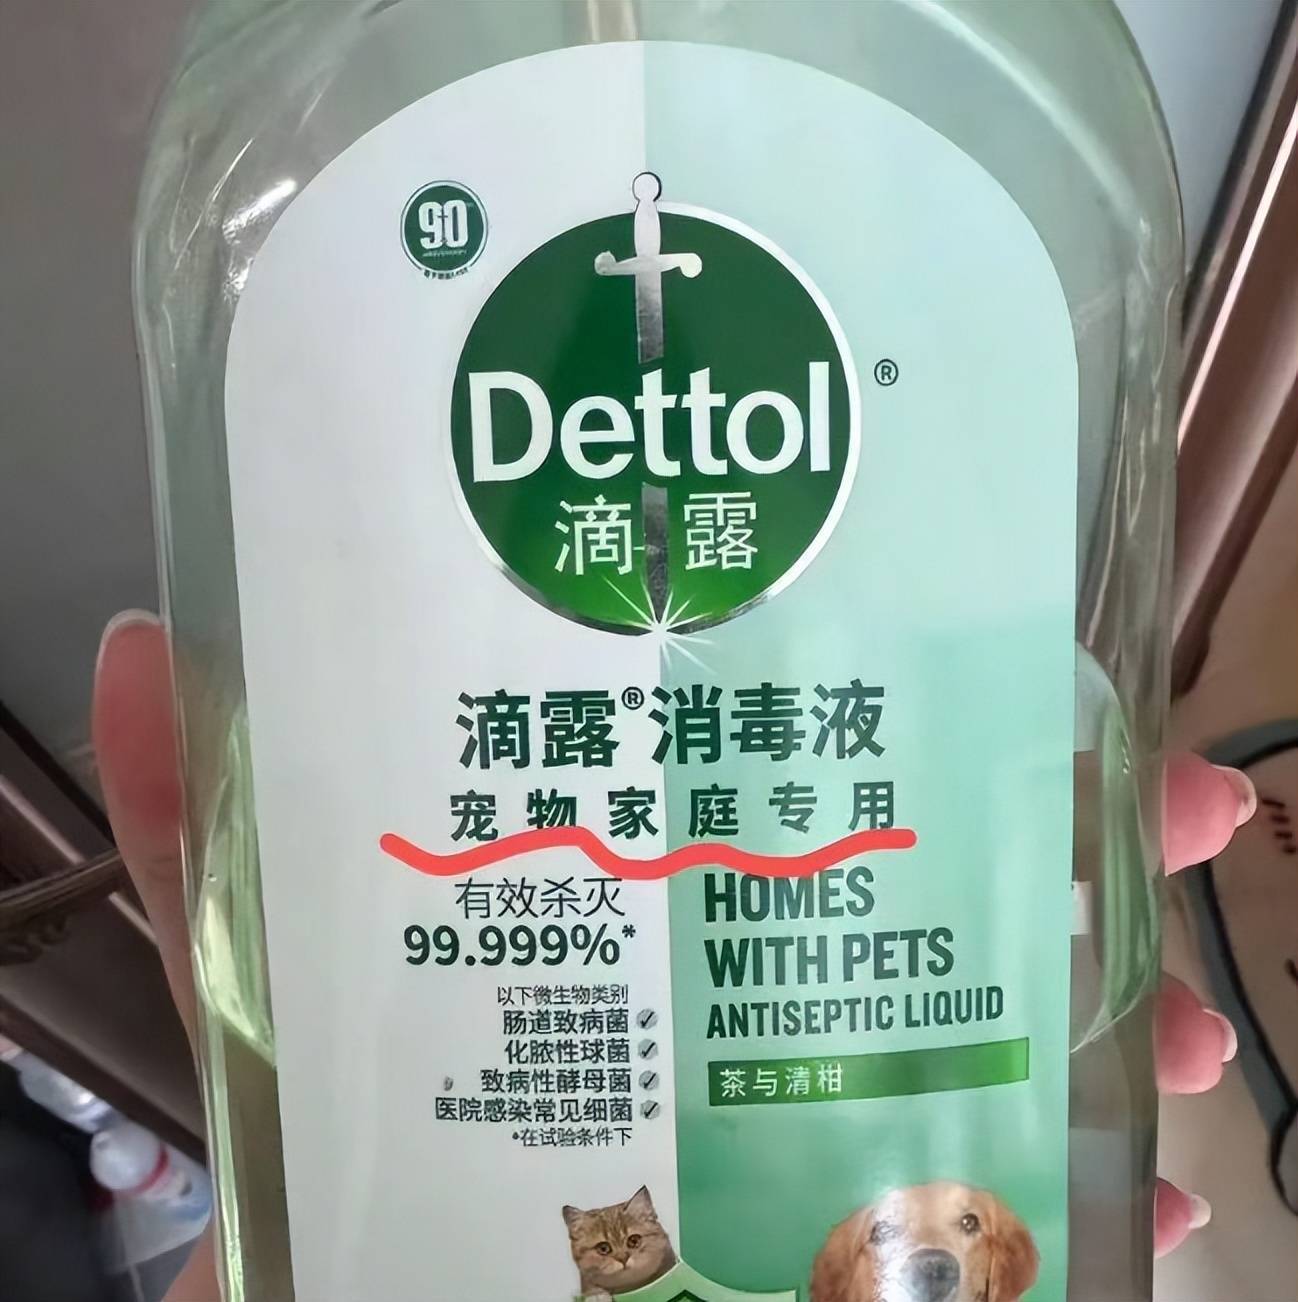 90
Dettol
®
滴露
滴露®消毒液
宠物家庭专用
有效杀灭
99.999%*
以下微生物类别
肠道致病菌
化脓性球菌
致病性酵母菌
医院感染常见细菌
*在试验条件下
HOMES
WITH PETS
ANTISEPTIC LIQUID
茶与清柑